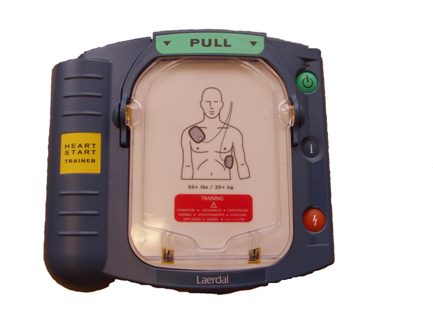 PULL
HEART
START
TRAINER
i
55+ lbs / 25+ kg
TRAINING
Laerdal